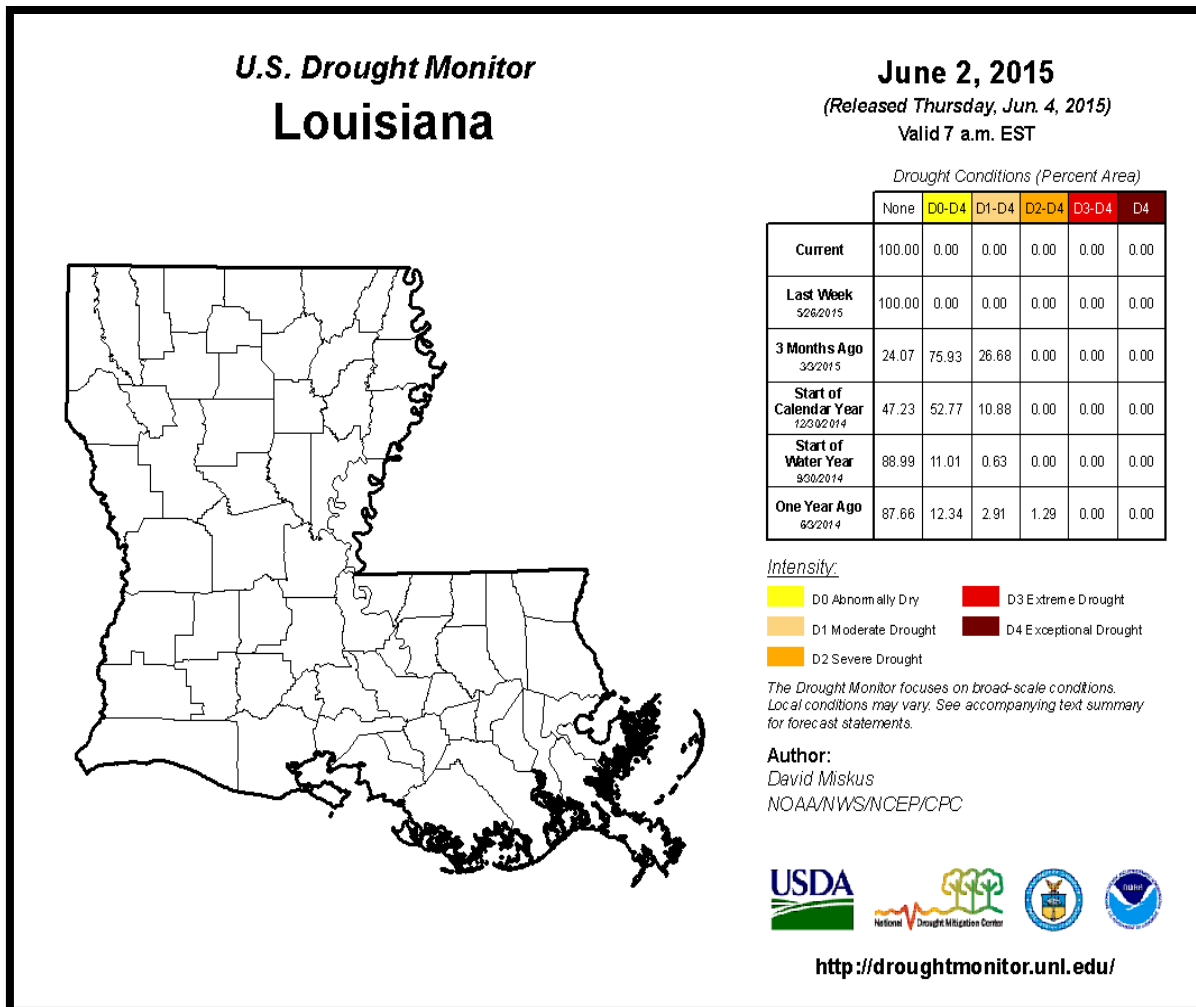 U.S. Drought Monitor
Louisiana
June 2, 2015
(Released Thursday, Jun. 4, 2015)
Valid 7 a.m. EST
Drought Conditions (Percent Area)
None D0-D4 D1-D4 D2-D4 D3-D4 D4
Current 100.00 0.00 0.00 0.00 0.00 0.00
Last Week 100.00 0.00 0.00 0.00 0.00 0.00
5/26/2015
3 Months Ago 24.07 75.93 26.68 0.00 0.00 0.00
3/3/2015
Start of
Calendar Year 47.23 52.77 10.88 0.00 0.00 0.00
12/30/2014
Start of
Water Year 88.99 11.01 0.63 0.00 0.00 0.00
9/30/2014
One Year Ago 87.66 12.34 2.91 1.29 0.00 0.00
6/3/2014
Intensity:
D0 Abnormally Dry
D3 Extreme Drought
D1 Moderate Drought
D4 Exceptional Drought
D2 Severe Drought
The Drought Monitor focuses on broad-scale conditions.
Local conditions may vary. See accompanying text summary
for forecast statements.
Author:
David Miskus
NOAA/NWS/NCEP/CPC
USDA
National Drought Mitigation Center
noaa
http://droughtmonitor.unl.edu/